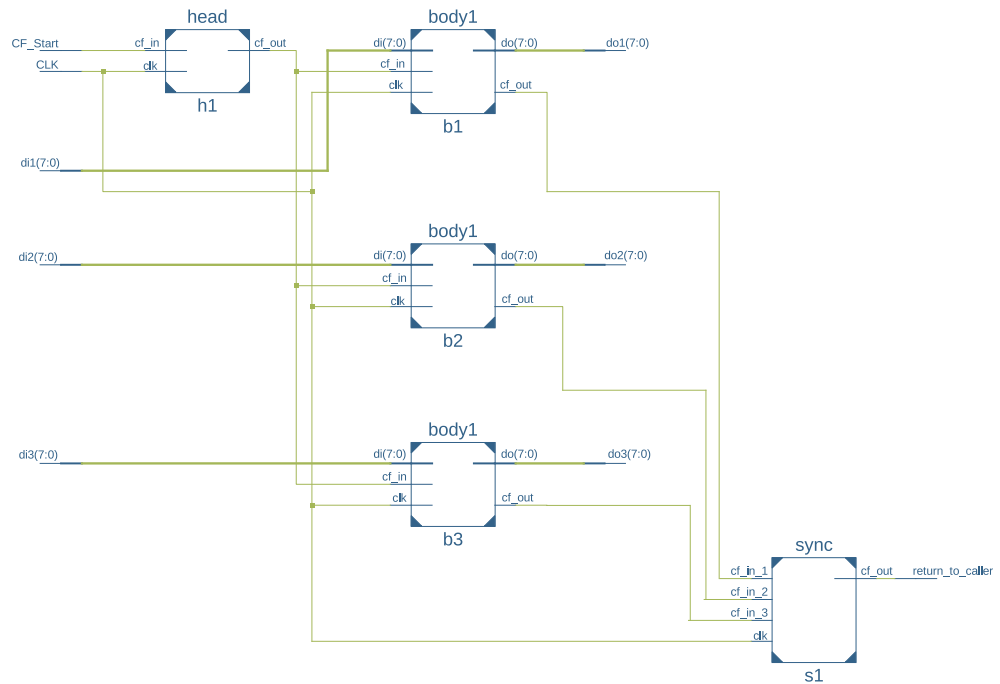 head
CF_Start
cf_in
cf_out
CLK
clk
h1
body1
di(7:0)
do(7:0)
do1(7:0)
cf_in
clk
cf_out
b1
di1(7:0)
body1
di2(7:0)
di(7:0)
do(7:0)
do2(7:0)
cf_in
clk
cf_out
b2
body1
di3(7:0)
di(7:0)
do(7:0)
do3(7:0)
cf_in
clk
cf_out
b3
sync
cf_in_1
cf_out
return_to_caller
cf_in_2
cf_in_3
clk
s1